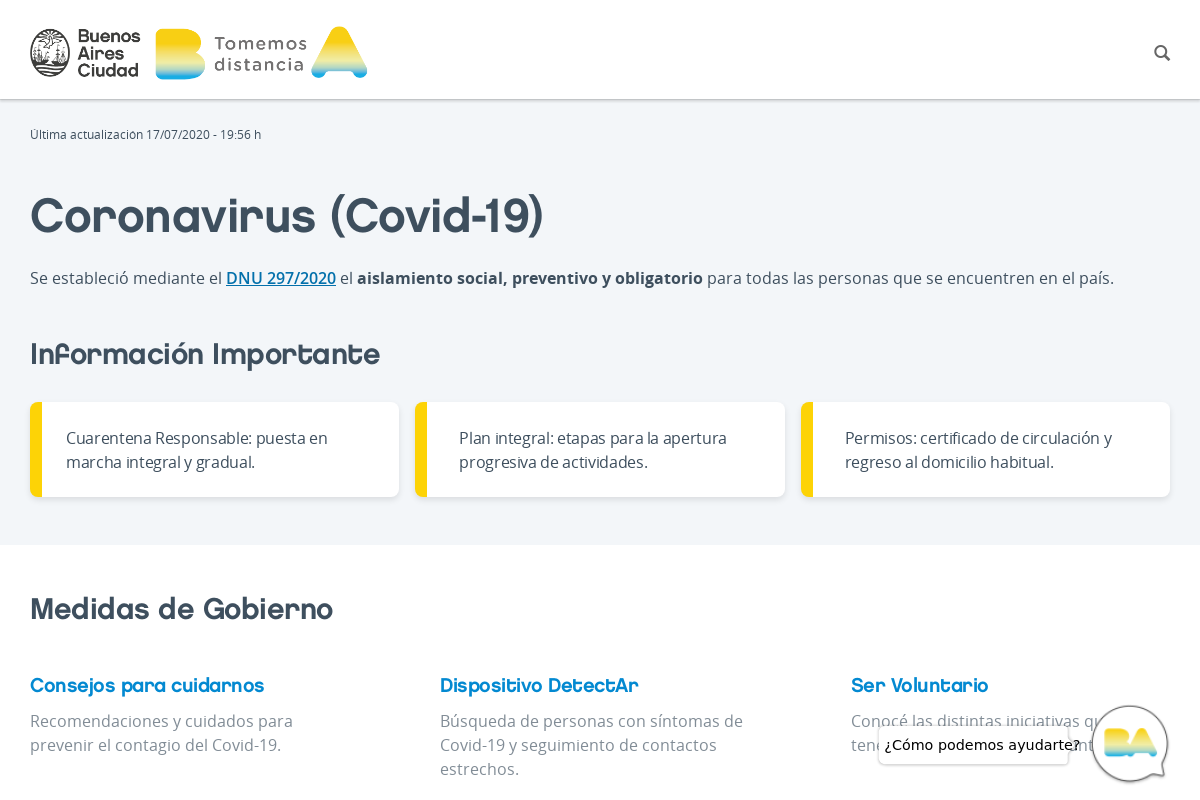 Buenos
Aires
Ciudad
B
Tomemos
distancia
A
Última actualización 17/07/2020 - 19:56 h
Coronavirus (Covid-19)
Se estableció mediante el DNU 297/2020 el aislamiento social, preventivo y obligatorio para todas las personas que se encuentren en el país.
Información Importante
Cuarentena Responsable: puesta en
marcha integral y gradual.
Plan integral: etapas para la apertura
progresiva de actividades.
Permisos: certificado de circulación y
regreso al domicilio habitual.
Medidas de Gobierno
Consejos para cuidarnos
Recomendaciones y cuidados para
prevenir el contagio del Covid-19.
Dispositivo DetectAr
Búsqueda de personas con síntomas de
Covid-19 y seguimiento de contactos
estrechos.
Ser Voluntario
Conocé las distintas iniciativas
¿Cómo podemos ayudarte?
BA